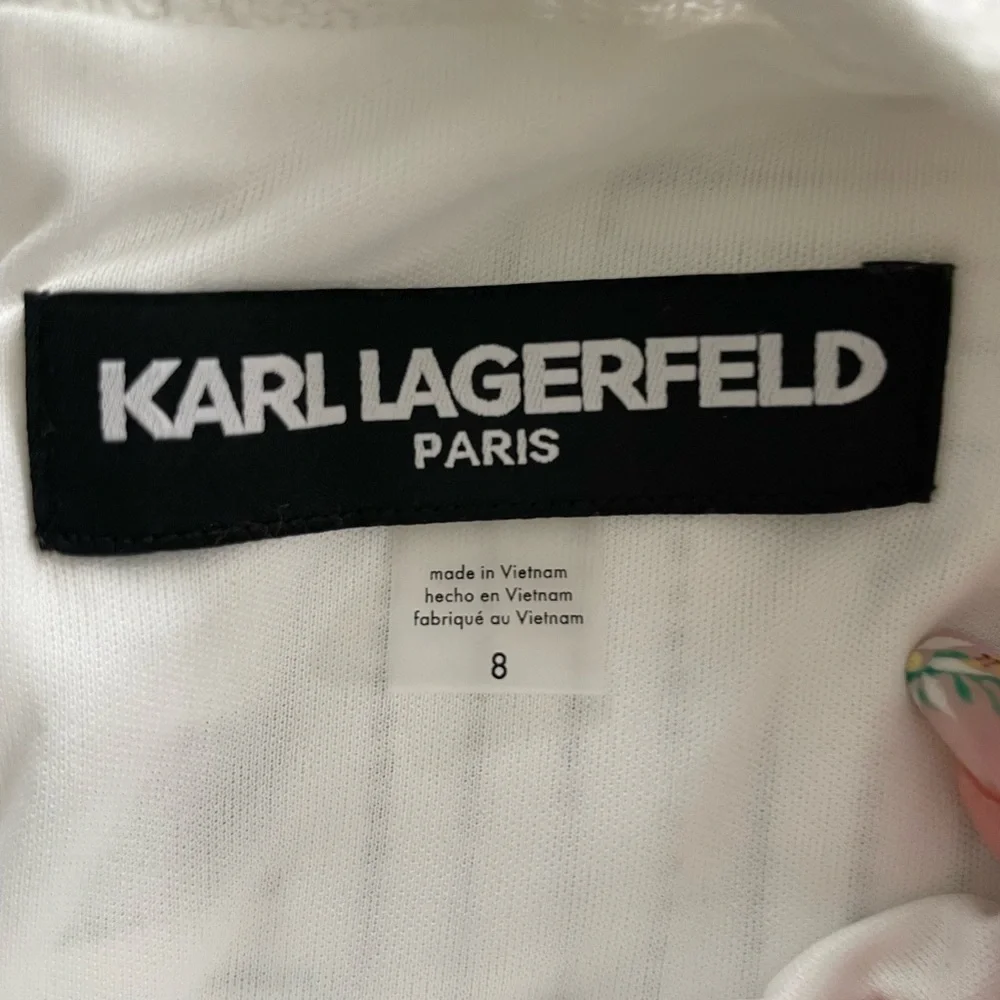 KARL LAGERFELD
PARIS
made in Vietnam
hecho en Vietnam
fabriqué au Vietnam
8